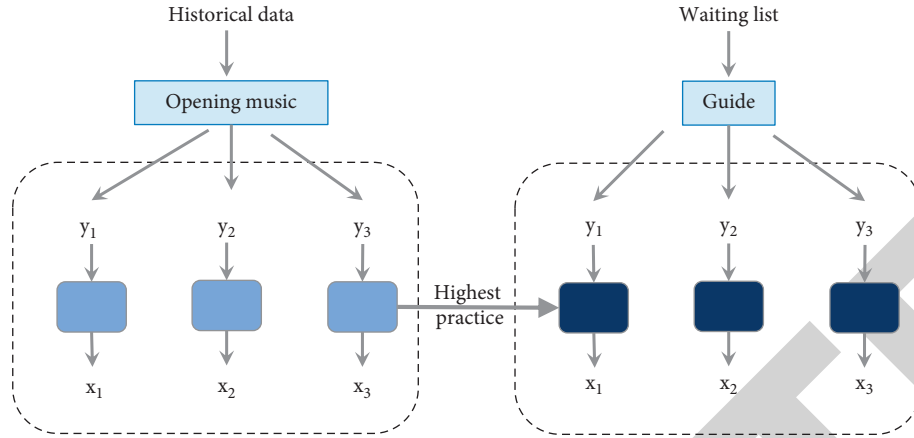 Historical data
Waiting list
Opening music
Guide
y₁ y₂ y₃
y₁ y₂ y₃
Highest
practice
x₁ x₂ x₃
x₁ x₂ x₃